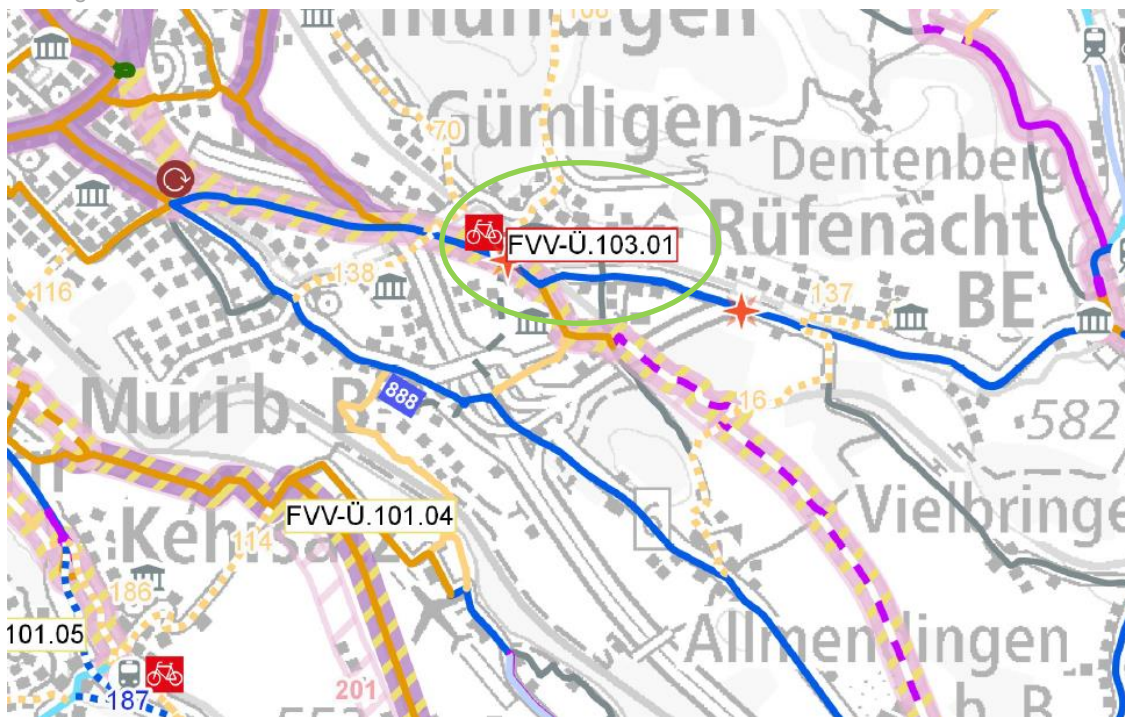 108
Gümligen
70
Dentenberg
Rüfenacht
BE
FVV-Ü.103.01
138
137
116
888
Muri b. B.
16
582
FVV-Ü.101.04
Vielbringe
114
186
101.05
Allmendingen
b. B.
187
201